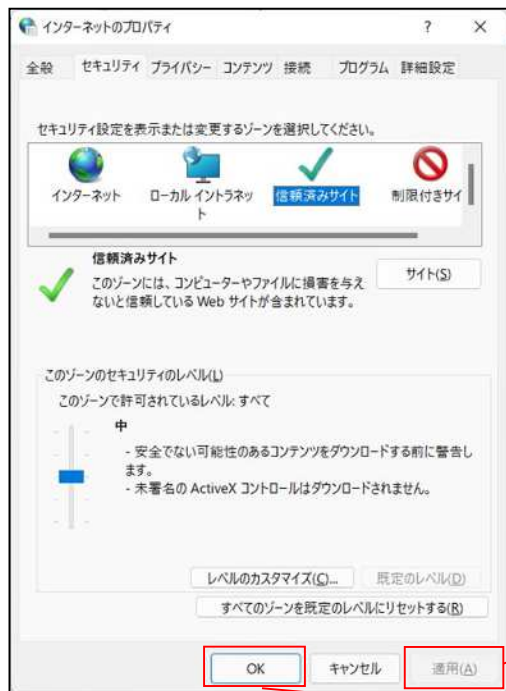 インターネットのプロパティ
?
×
全般 セキュリティ プライバシー コンテンツ 接続 プログラム 詳細設定
セキュリティ設定を表示または変更するゾーンを選択してください。
インターネット ローカル イントラネッ 信頼済みサイト 制限付きサイ
ト
信頼済みサイト
このゾーンには、コンピューターやファイルに損害を与え
ないと信頼している Web サイトが含まれています。
サイト(S)
このゾーンのセキュリティのレベル(L)
このゾーンで許可されているレベル: すべて
中
- 安全でない可能性のあるコンテンツをダウンロードする前に警告し
ます。
- 未署名の ActiveX コントロールはダウンロードされません。
レベルのカスタマイズ(C)... 既定のレベル(D)
すべてのゾーンを既定のレベルにリセットする(R)
OK キャンセル 適用(A)